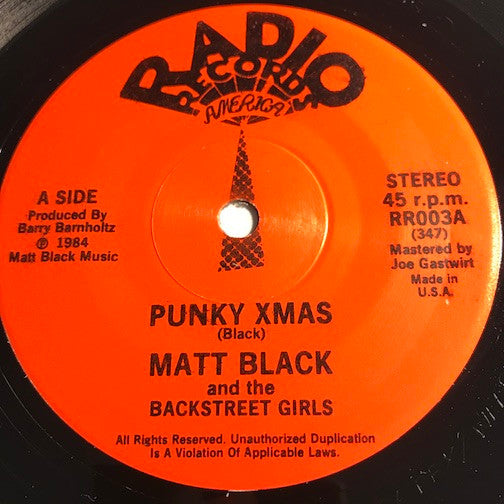 RADIO
RECORDS
AMERICA
A SIDE
Produced By
Barry Barnholtz
℗ 1984
Matt Black Music
STEREO
45 r.p.m.
RR003A
(347)
Mastered by
Joe Gastwirt
Made in
U.S.A.
PUNKY XMAS
(Black)
MATT BLACK
and the
BACKSTREET GIRLS
All Rights Reserved. Unauthorized Duplication
Is A Violation Of Applicable Laws.